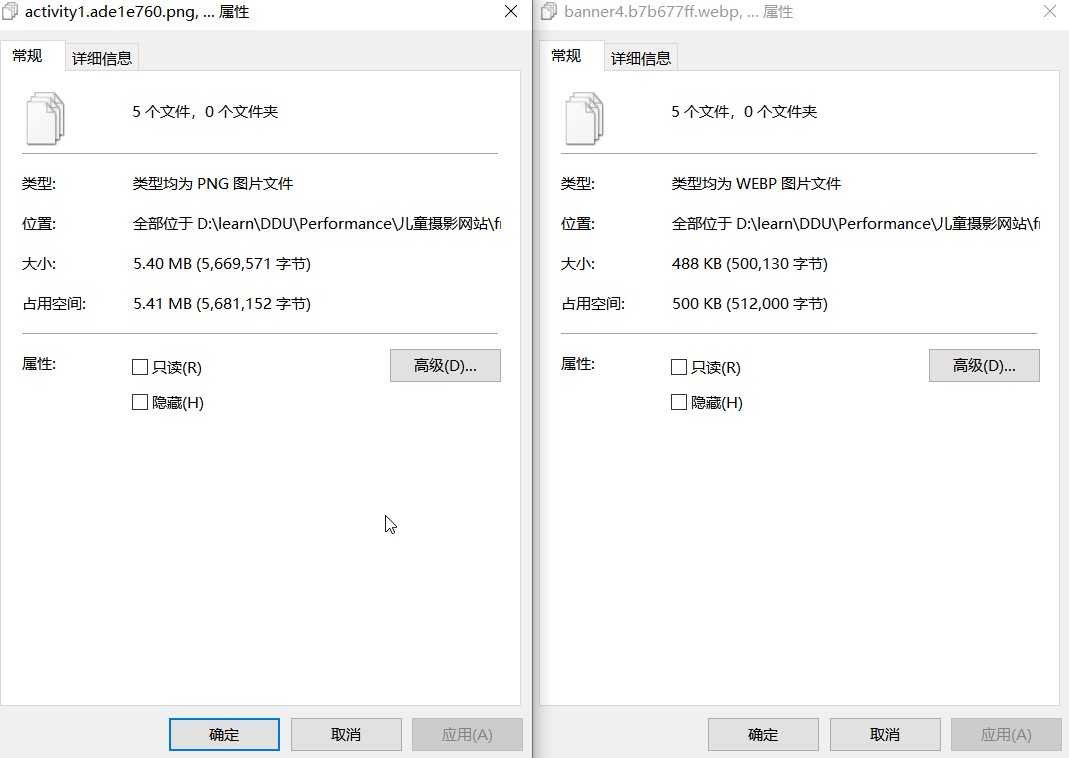 activity1.ade1e760.png, ... 属性
常规
详细信息
5 个文件，0 个文件夹
类型:
类型均为 PNG 图片文件
位置:
全部位于 D:\learn\DDU\Performance\儿童摄影网站\fr
大小:
5.40 MB (5,669,571 字节)
占用空间:
5.41 MB (5,681,152 字节)
属性:
只读(R)
高级(D)...
隐藏(H)
确定
取消
应用(A)
banner4.b7b677ff.webp, ... 属性
常规
详细信息
5 个文件，0 个文件夹
类型:
类型均为 WEBP 图片文件
位置:
全部位于 D:\learn\DDU\Performance\儿童摄影网站\fr
大小:
488 KB (500,130 字节)
占用空间:
500 KB (512,000 字节)
属性:
只读(R)
高级(D)...
隐藏(H)
确定
取消
应用(A)